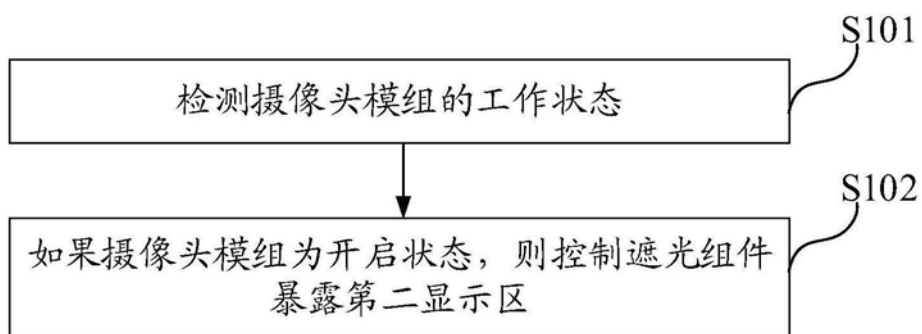 S101
检测摄像头模组的工作状态
S102
如果摄像头模组为开启状态，则控制遮光组件
暴露第二显示区